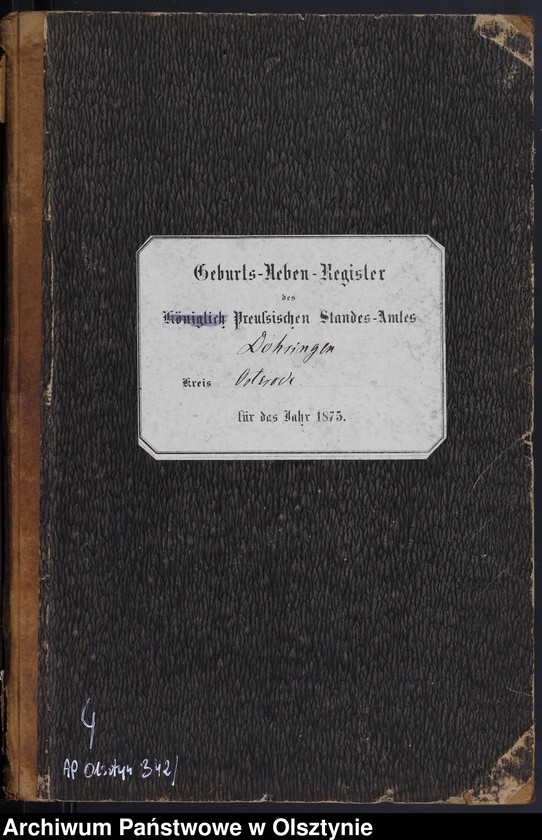 Geburts-Neben-Register
des
Königlich Preußischen Standes-Amtes
Döhringen
Kreis Osterode
für das Jahr 1875.
4
AP Olsztyn 342/
Archiwum Państwowe w Olsztynie